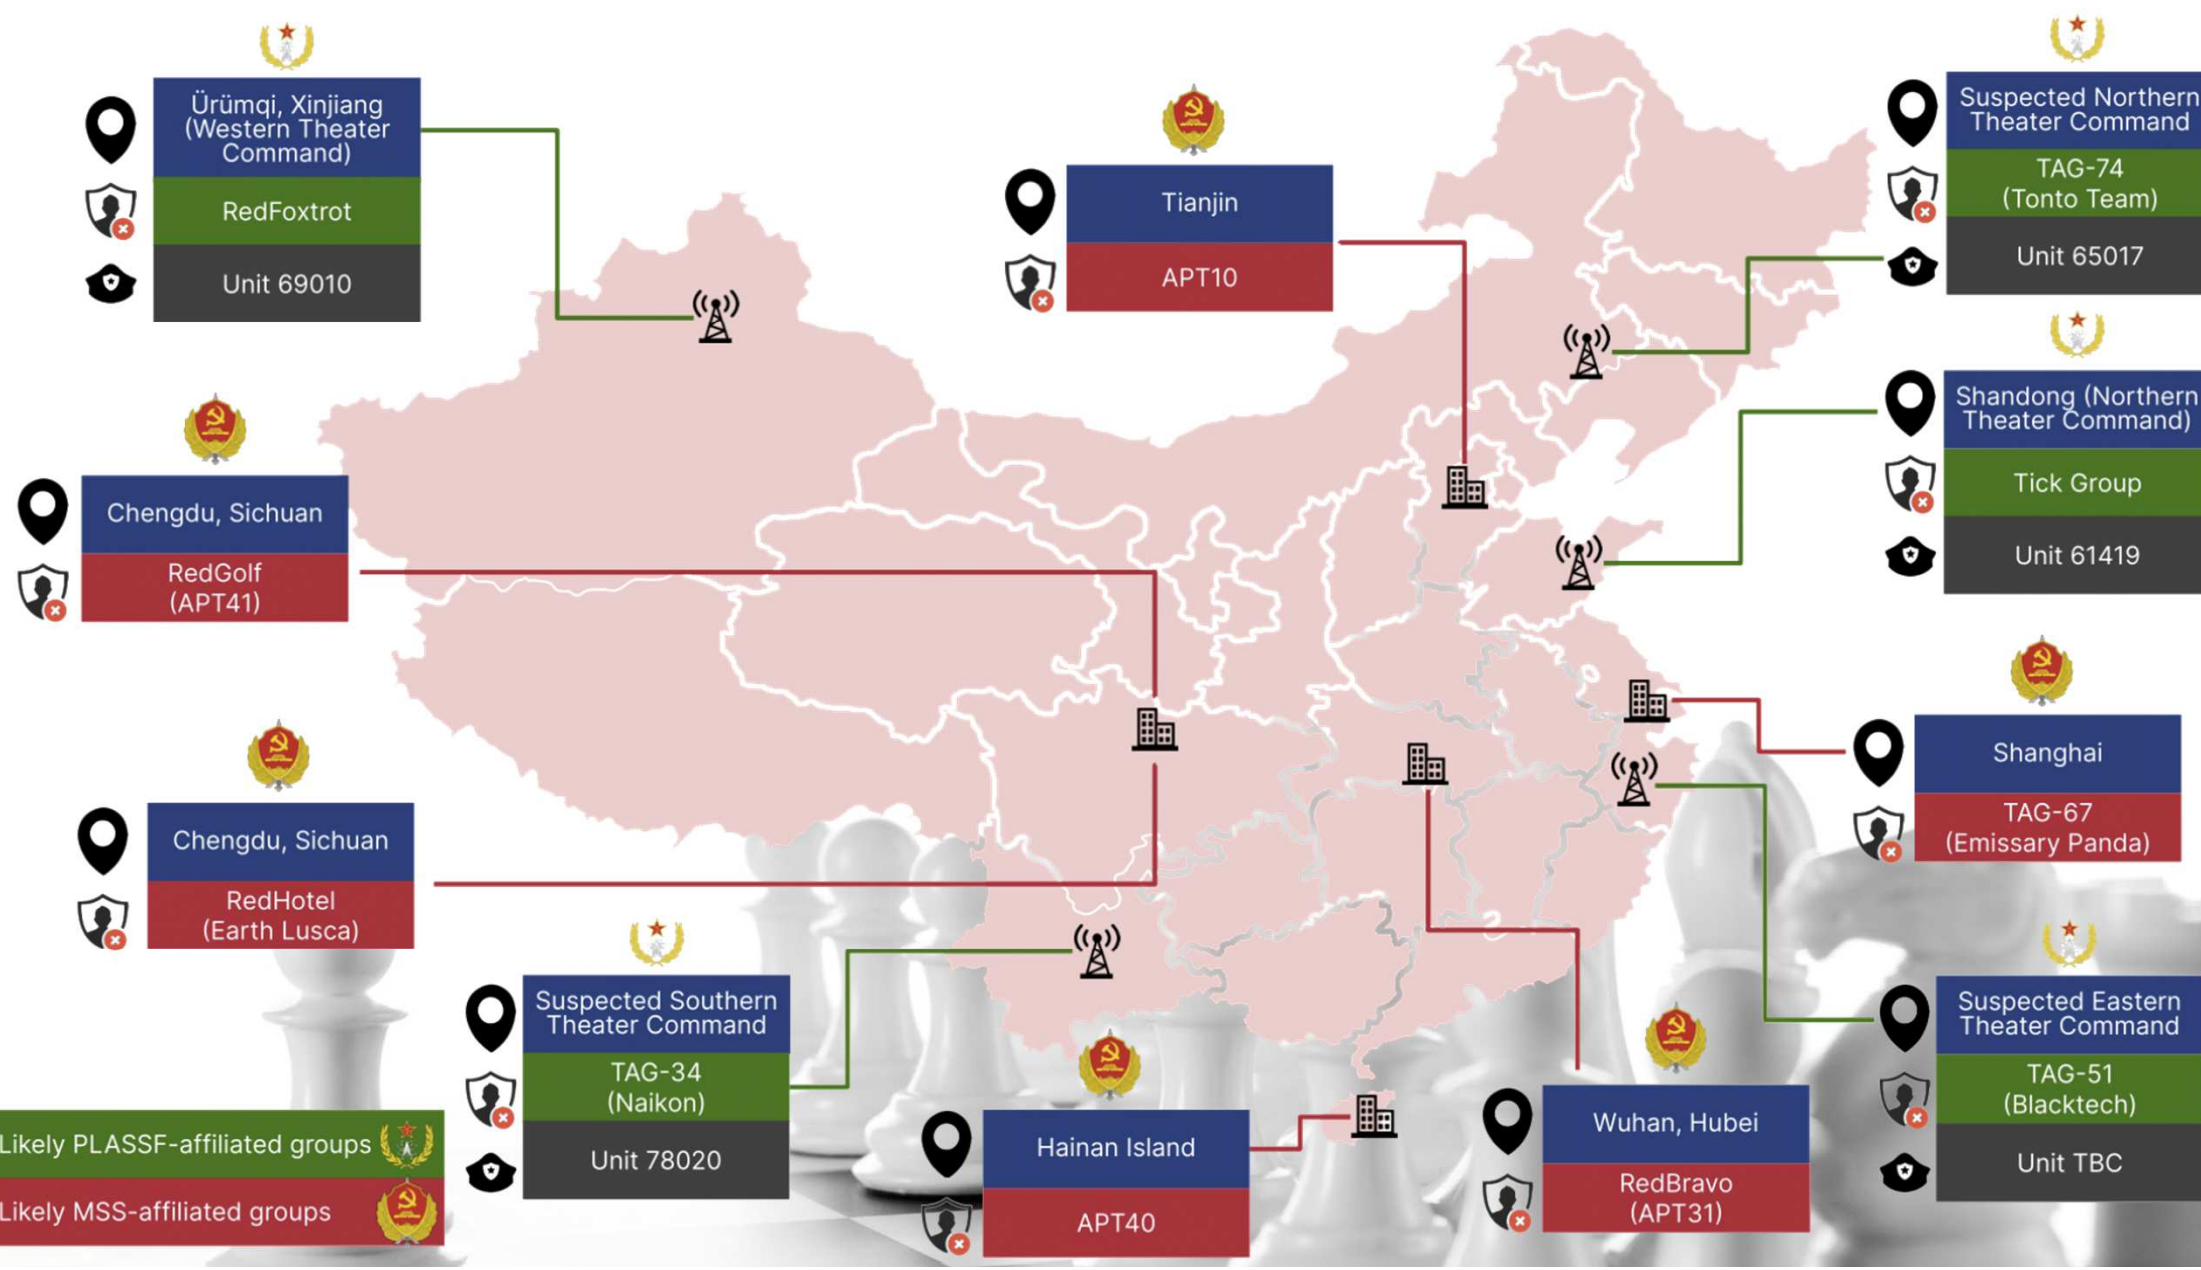 Ürümqi, Xinjiang
(Western Theater
Command)
RedFoxtrot
Unit 69010
Tianjin
APT10
Suspected Northern
Theater Command
TAG-74
(Tonto Team)
Unit 65017
Shandong (Northern
Theater Command)
Tick Group
Unit 61419
Chengdu, Sichuan
RedGolf
(APT41)
Shanghai
TAG-67
(Emissary Panda)
Chengdu, Sichuan
RedHotel
(Earth Lusca)
Suspected Southern
Theater Command
TAG-34
(Naikon)
Unit 78020
Suspected Eastern
Theater Command
TAG-51
(Blacktech)
Unit TBC
Hainan Island
APT40
Wuhan, Hubei
RedBravo
(APT31)
Likely PLASSF-affiliated groups
Likely MSS-affiliated groups